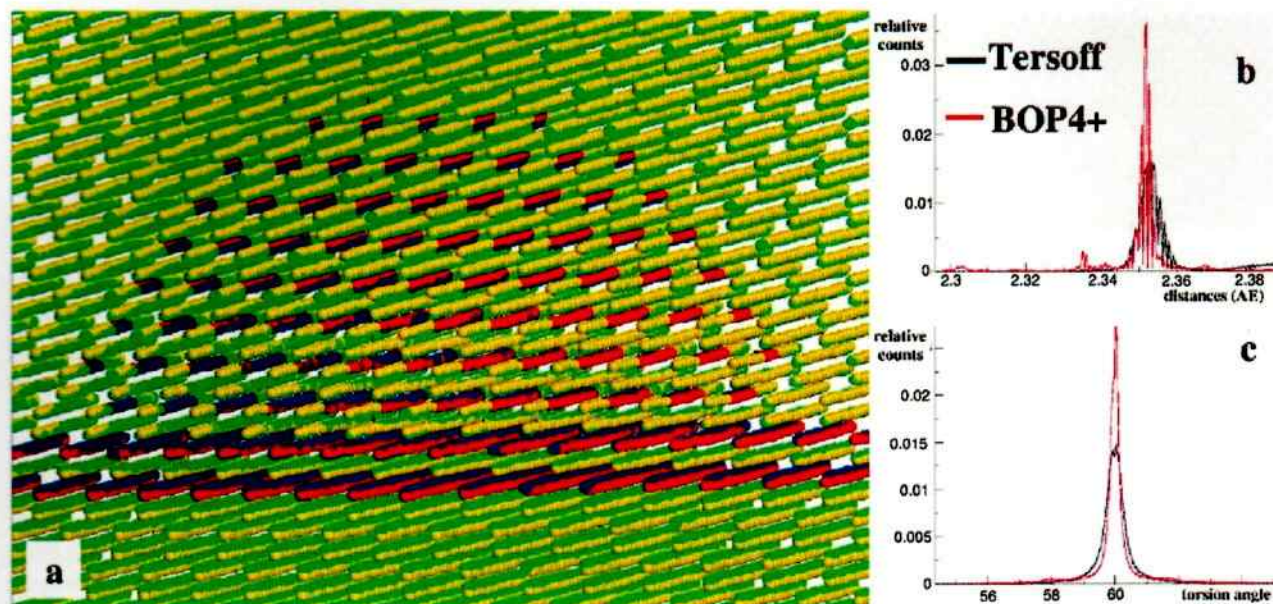 a
relative
counts
0.03
0.02
0.01
0
Tersoff
BOP4+
b
2.3 2.32 2.34 2.36 2.38
distances (AE)
relative
counts
c
0.02
0.015
0.01
0.005
0
56 58 60 torsion angle